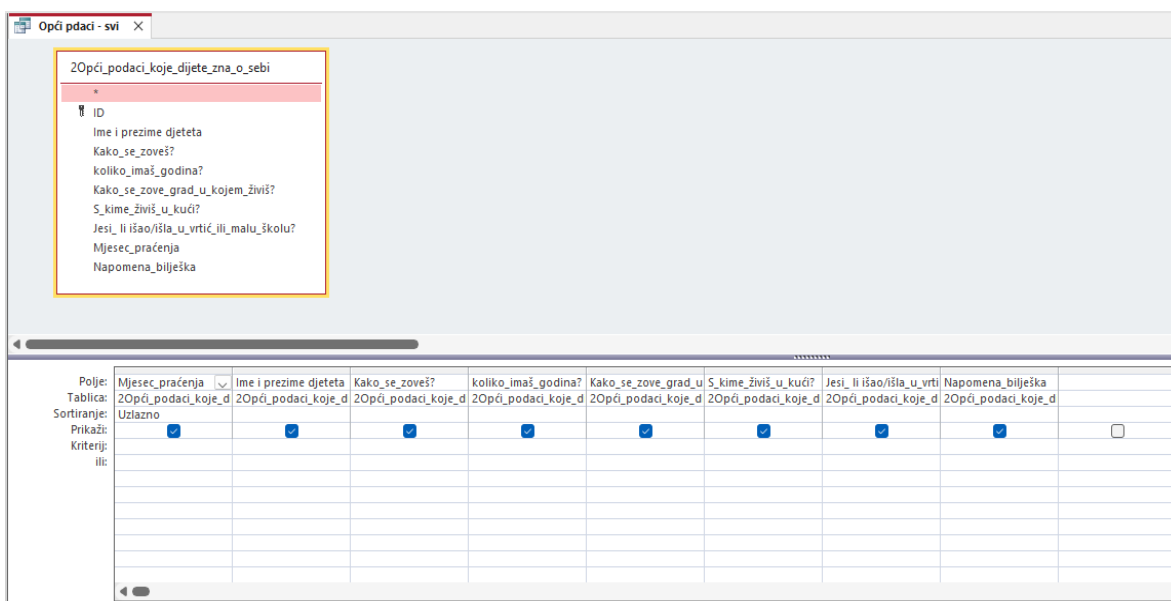 Opći pdaci - svi
2Opći_podaci_koje_dijete_zna_o_sebi
*
ID
Ime i prezime djeteta
Kako_se_zoveš?
koliko_imaš_godina?
Kako_se_zove_grad_u_kojem_živiš?
S_kime_živiš_u_kući?
Jesi_ li išao/išla_u_vrtić_ili_malu_školu?
Mjesec_praćenja
Napomena_bilješka
Polje: Mjesec_praćenja Ime i prezime djeteta Kako_se_zoveš? koliko_imaš_godina? Kako_se_zove_grad_u S_kime_živiš_u_kući? Jesi_ li išao/išla_u_vrti Napomena_bilješka
Tablica: 2Opći_podaci_koje_d 2Opći_podaci_koje_d 2Opći_podaci_koje_d 2Opći_podaci_koje_d 2Opći_podaci_koje_d 2Opći_podaci_koje_d 2Opći_podaci_koje_d 2Opći_podaci_koje_d
Sortiranje: Uzlazno
Prikaži:
Kriterij:
ili: